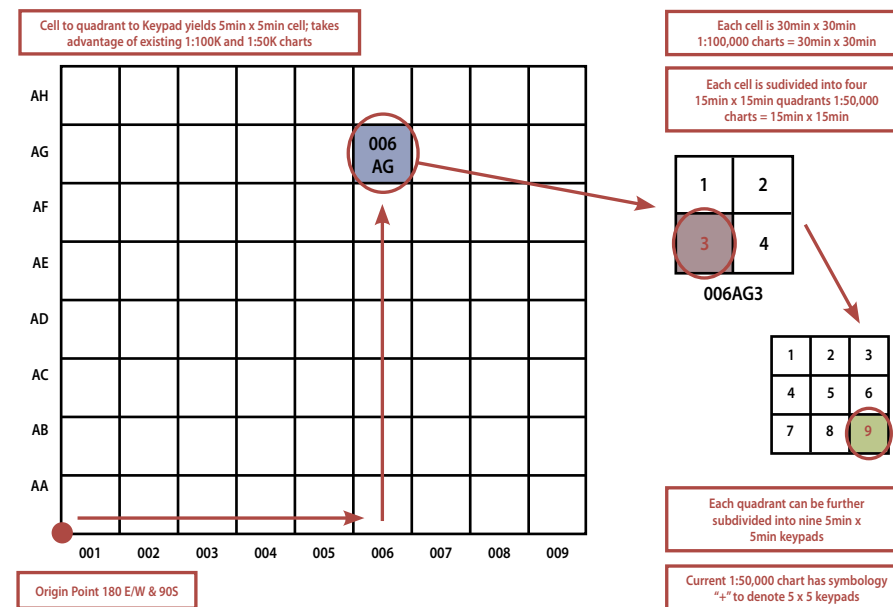 Cell to quadrant to Keypad yields 5min x 5min cell; takes
advantage of existing 1:100K and 1:50K charts
Each cell is 30min x 30min
1:100,000 charts = 30min x 30min
Each cell is sudivided into four
15min x 15min quadrants 1:50,000
charts = 15min x 15min
AH
AG
AF
AE
AD
AC
AB
AA
006
AG
001 002 003 004 005 006 007 008 009
Origin Point 180 E/W & 90S
1 2
3 4
006AG3
1 2 3
4 5 6
7 8 9
Each quadrant can be further
subdivided into nine 5min x
5min keypads
Current 1:50,000 chart has symbology
"+" to denote 5 x 5 keypads